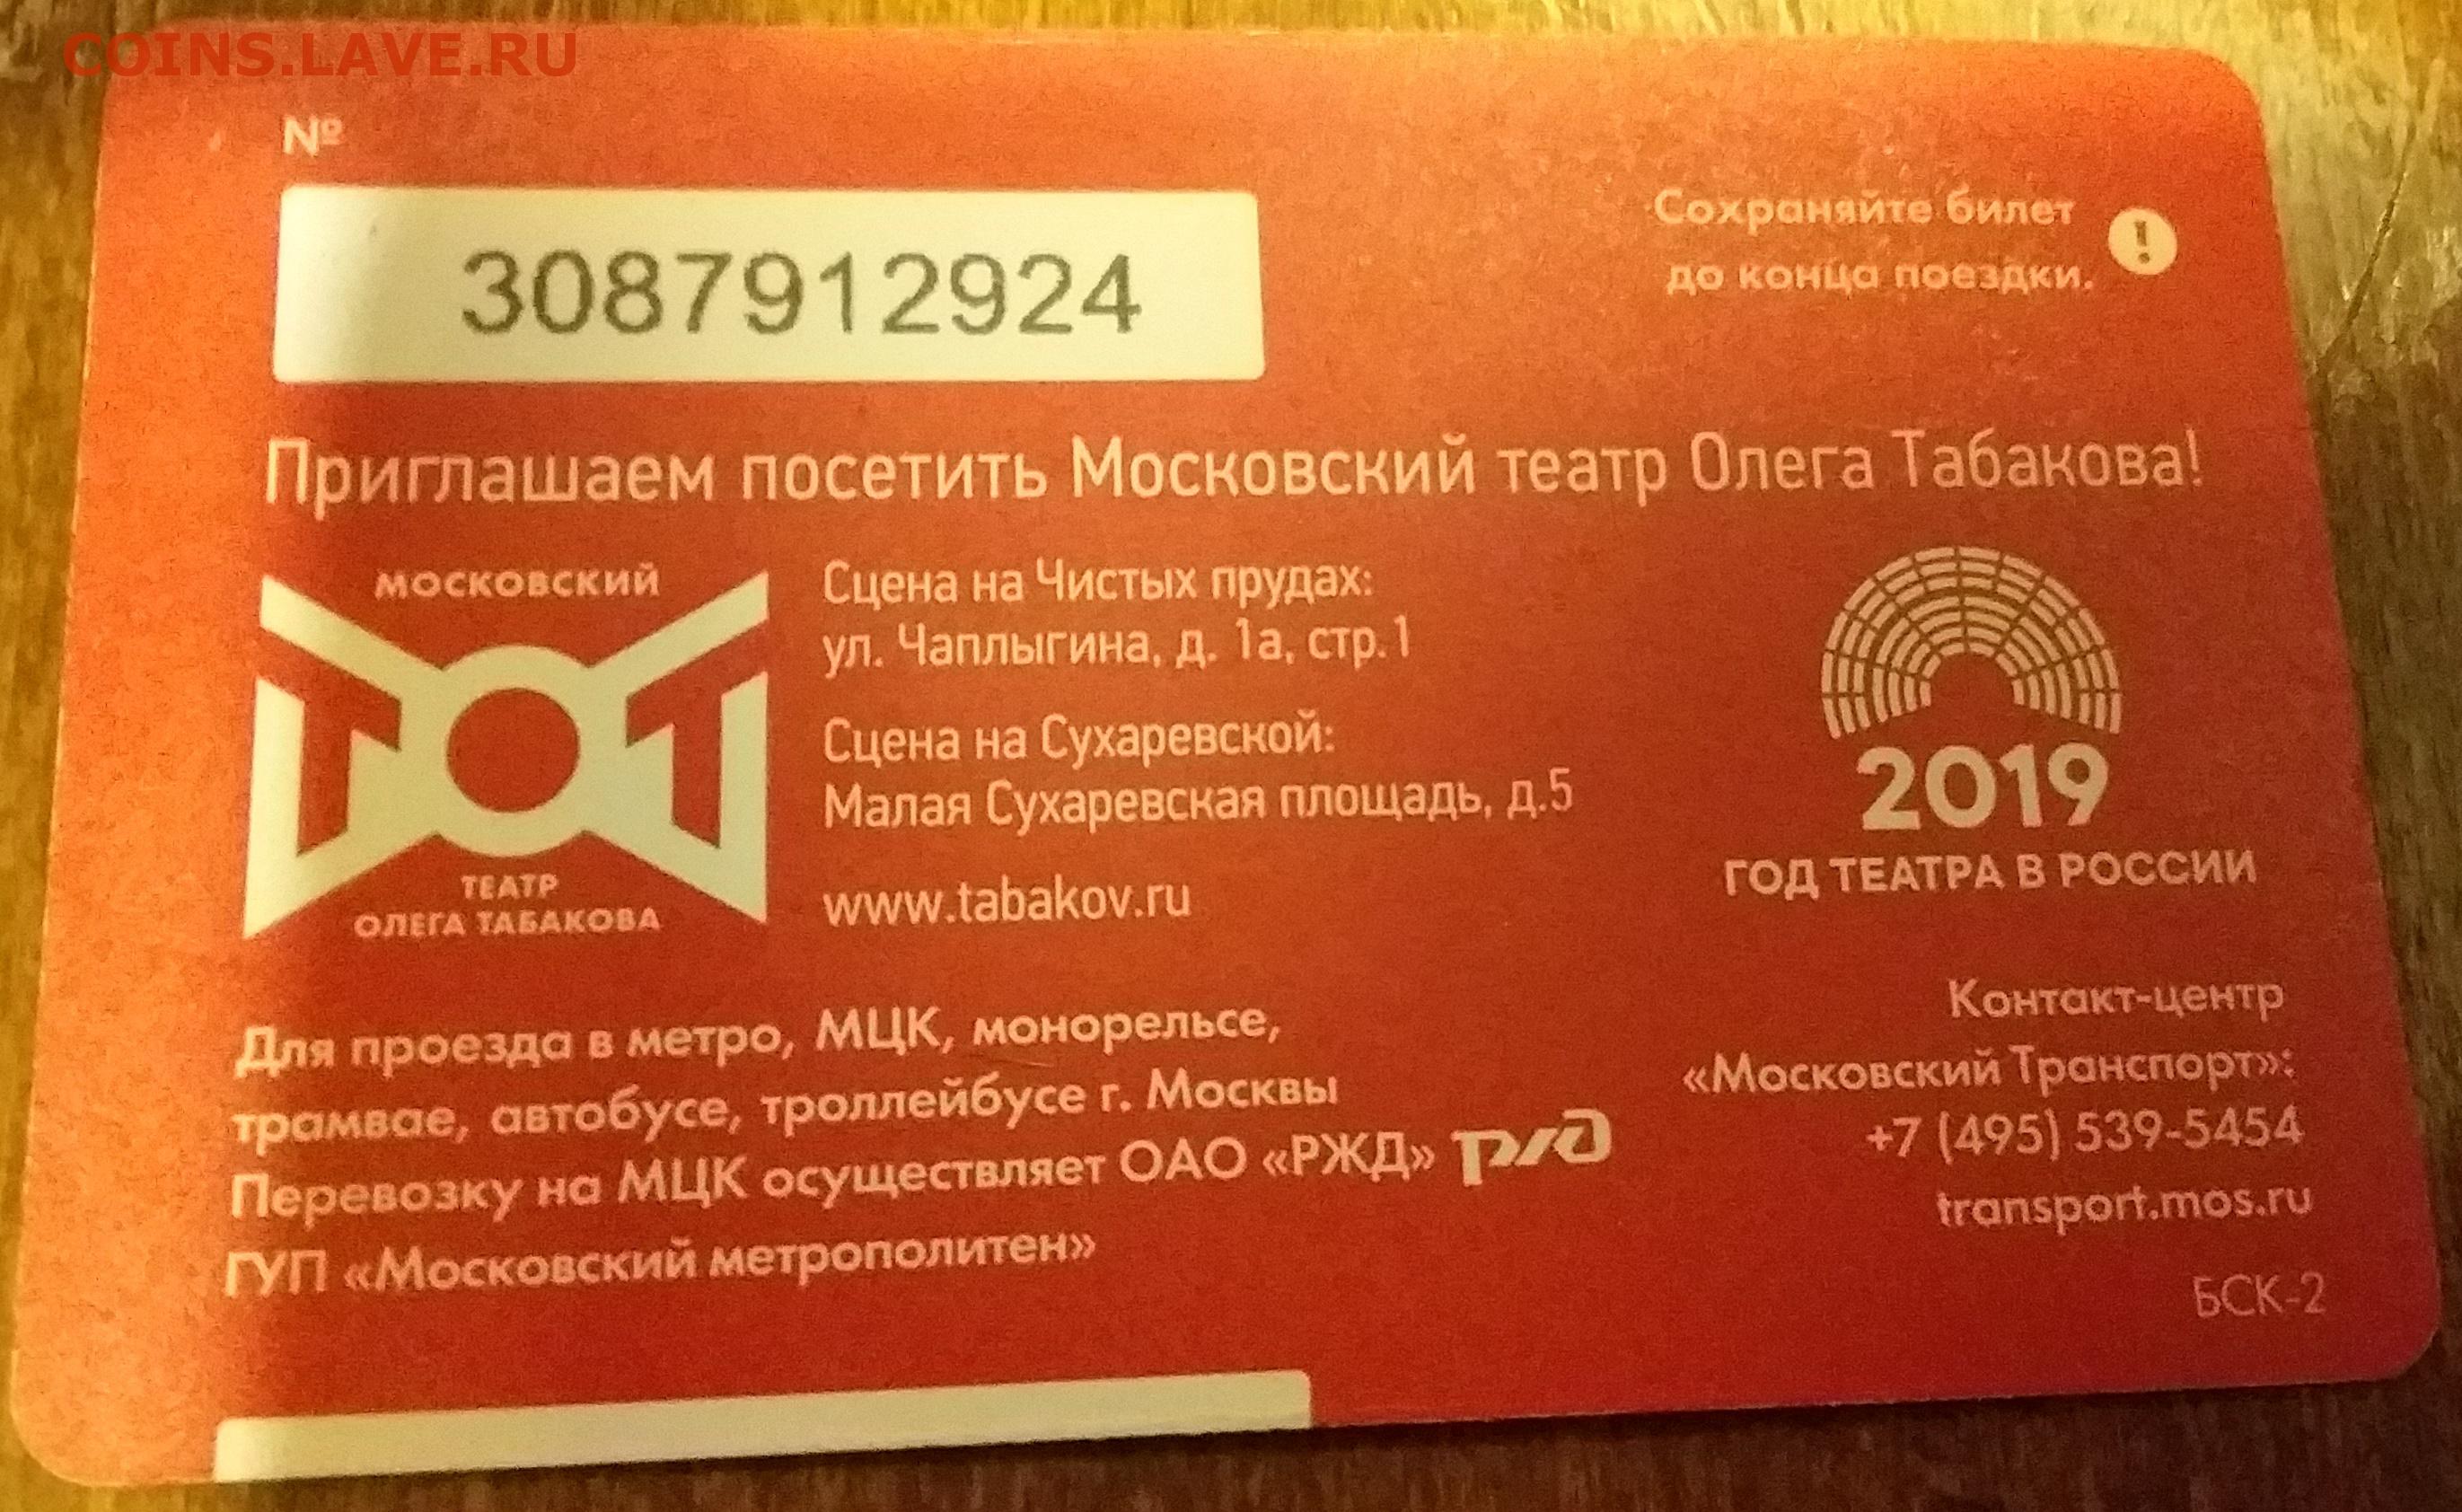 COINS.LAVE.RU
№
3087912924
Сохраняйте билет
до конца поездки.
!
Приглашаем посетить Московский театр Олега Табакова!
МОСКОВСКИЙ
ТОТ
ТЕАТР
ОЛЕГА ТАБАКОВА
Сцена на Чистых прудах:
ул. Чаплыгина, д. 1а, стр.1
Сцена на Сухаревской:
Малая Сухаревская площадь, д.5
www.tabakov.ru
2019
ГОД ТЕАТРА В РОССИИ
Для проезда в метро, МЦК, монорельсе,
трамвае, автобусе, троллейбусе г. Москвы
Перевозку на МЦК осуществляет ОАО «РЖД» РЖД
ГУП «Московский метрополитен»
Контакт-центр
«Московский Транспорт»:
+7 (495) 539-5454
transport.mos.ru
БСК-2